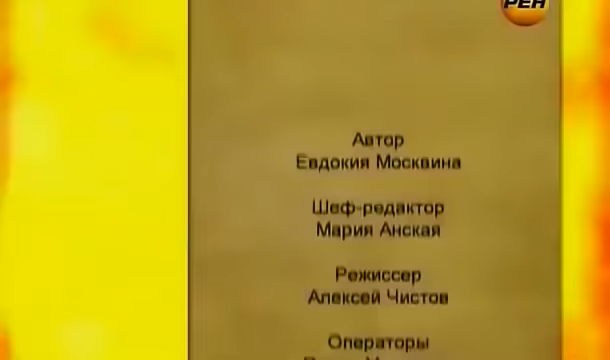 РЕН
Автор
Евдокия Москвина
Шеф-редактор
Мария Анская
Режиссер
Алексей Чистов
Операторы